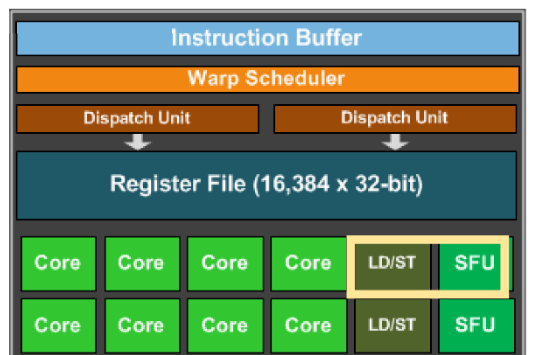 Instruction Buffer
Warp Scheduler
Dispatch Unit Dispatch Unit
Register File (16,384 x 32-bit)
Core Core Core Core LD/ST SFU
Core Core Core Core LD/ST SFU